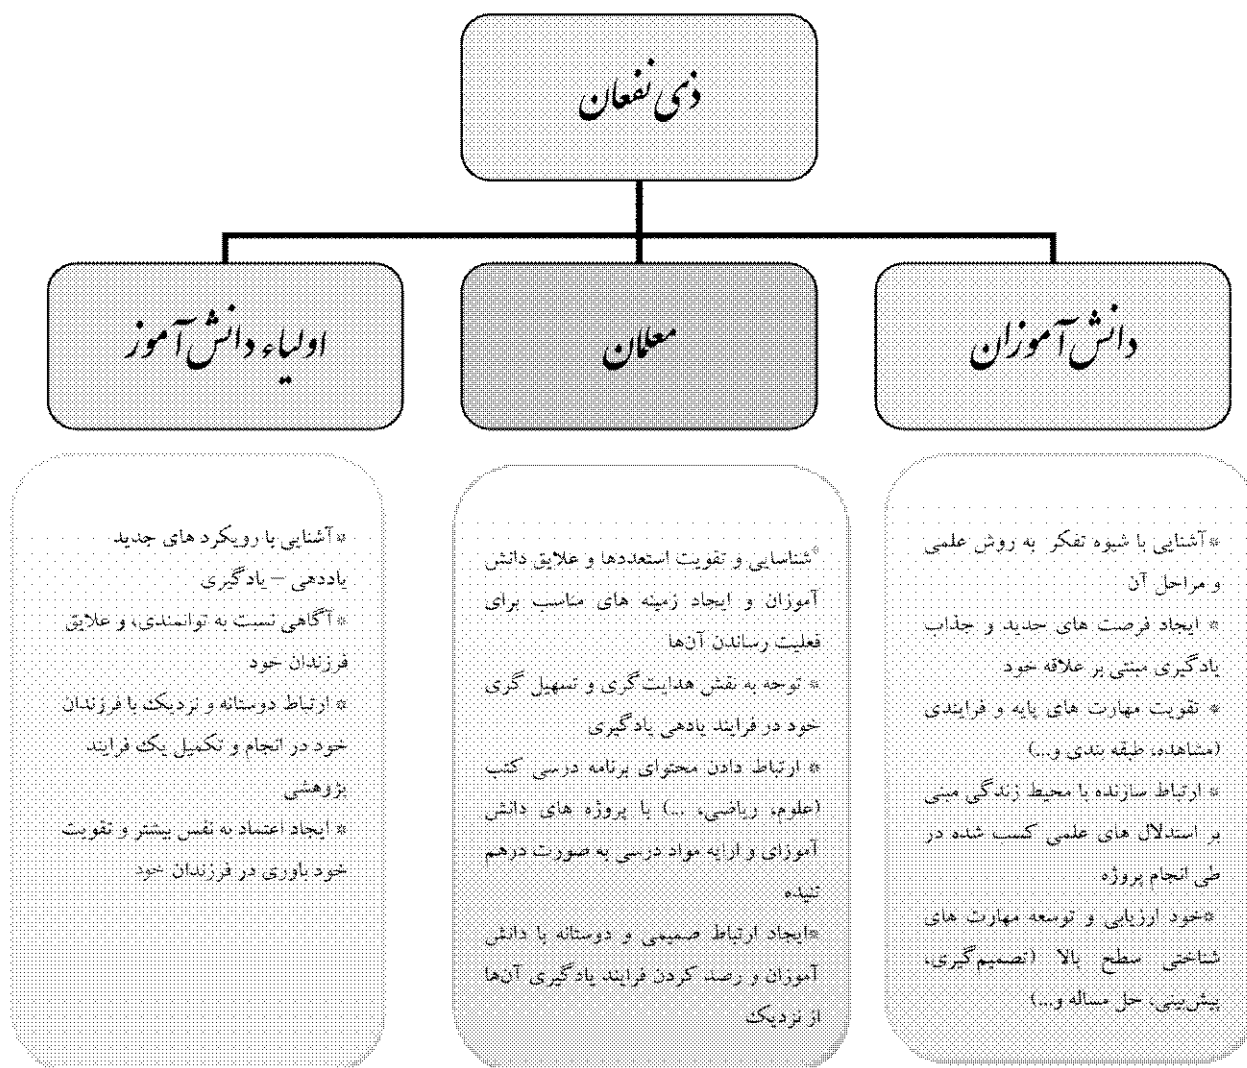 ذی نفعان
دانش آموزان
معلمان
اولیاء دانش آموز
*آشنایی با شیوه تفکر به روش علمی
و مراحل آن
* ایجاد فرصت های جدید و جذاب
یادگیری مبتنی بر علاقه خود
* تقویت مهارت های پایه و فرایندی
(مشاهده، طبقه بندی و...)
* ارتباط سازنده با محیط زندگی مبنی
بر استدلال های علمی کسب شده در
طی انجام پروژه
*خود ارزیابی و توسعه مهارت های
شناختی سطح بالا (تصمیم‌گیری،
پیش‌بینی، حل مساله و...)
*شناسایی و تقویت استعددها و علایق دانش
آموزان و ایجاد زمینه های مناسب برای
فعلیت رساندن آن‌ها
* توجه به نقش هدایت‌گری و تسهیل گری
خود در فرایند یادهی یادگیری
* ارتباط دادن محتوای برنامه درسی کتب
(علوم، ریاضی، ...) با پروژه های دانش
آموزای و ارایه مواد درسی به صورت درهم
تنیده
*ایجاد ارتباط صمیمی و دوستانه با دانش
آموزان و رصد کردن فرایند یادگیری آن‌ها
از نزدیک
*آشنایی با رویکرد های جدید
یاددهی – یادگیری
*آگاهی نسبت به توانمندی، و علایق
فرزندان خود
* ارتباط دوستانه و نزدیک با فرزندان
خود در انجام و تکمیل یک فرایند
پژوهشی
* ایجاد اعتماد به نفس بیشتر و تقویت
خود باوری در فرزندان خود